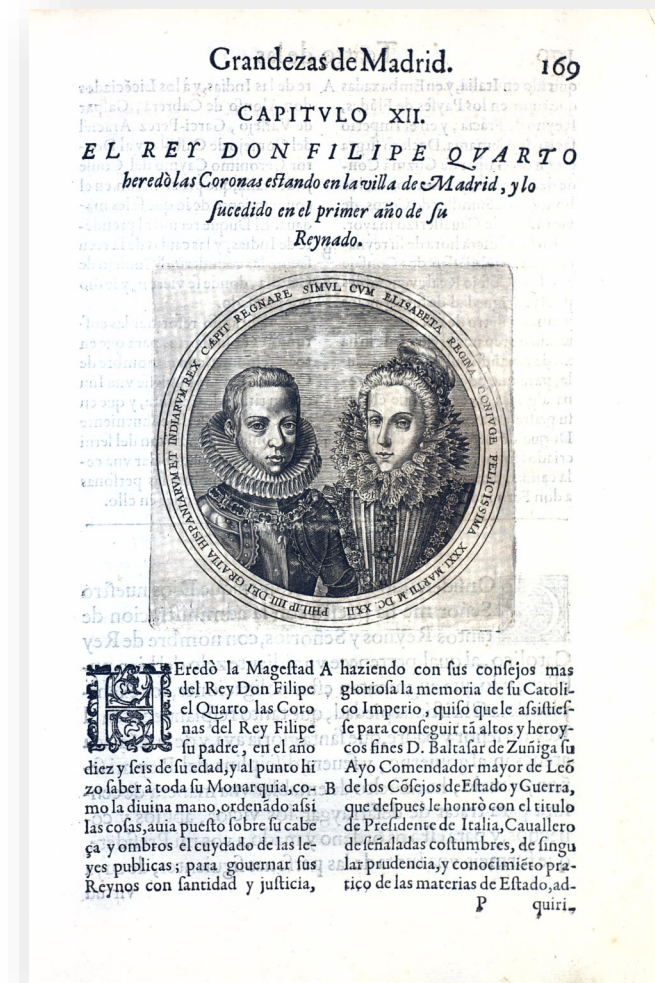 Grandezas de Madrid.
169
CAPITVLO XII.
EL REY DON FILIPE QVARTO
heredò las Coronas eſtando en la villa de Madrid, y lo
ſucedido en el primer año de ſu
Reynado.
PHILIP IIII DEI GRATIA HISPANIARVM ET INDIARVM REX CÆPIT REGNARE SIMVL CVM ELISABETA REGINA CONIVGE FELICISSIMA XXXI MARTII M. DC. XXII.
HEredò la Mageſtad
del Rey Don Filipe
el Quarto las Coro
nas del Rey Filipe
ſu padre, en el año
diez y ſeis de ſu edad, y al punto hi
zo ſaber à toda ſu Monarquia, co-
mo la diuina mano, ordenãdo aſsi
las coſas, auia pueſto ſobre ſu cabe
ça y ombros el cuydado de las le-
yes publicas; para gouernar ſus
Reynos con ſantidad y juſticia,
A
B
haziendo con ſus conſejos mas
glorioſa la memoria de ſu Catoli-
co Imperio, quiſo que le aſsiſtieſ-
ſe para conſeguir tã altos y heroy-
cos fines D. Baltaſar de Zuñiga ſu
Ayo Comendador mayor de Leõ
de los Cõſejos de Eſtado y Guerra,
que deſpues le honrò con el titulo
de Preſidente de Italia, Cauallero
de ſeñaladas coſtumbres, de ſingu
lar prudencia, y conocimiẽto pra-
tico de las materias de Eſtado, ad-
P
quiri-